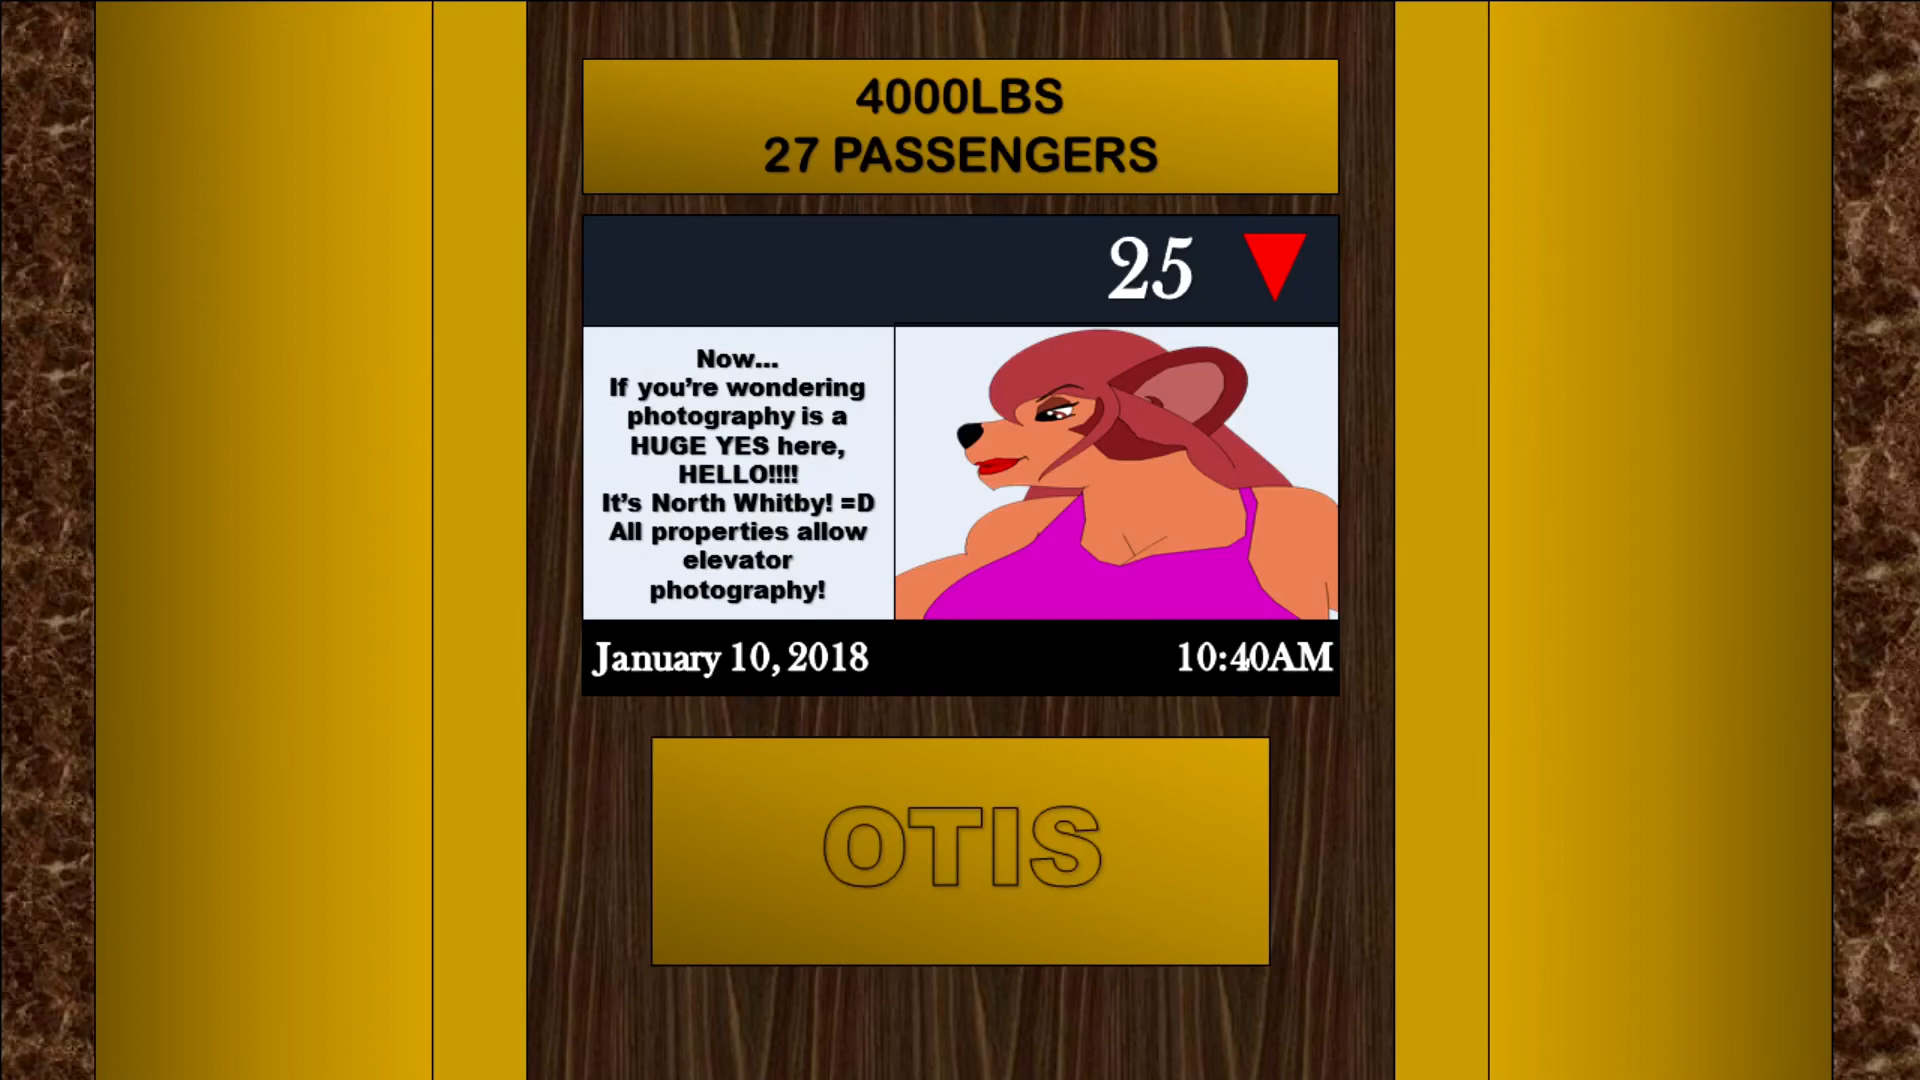 4000LBS
27 PASSENGERS
25
Now...
If you're wondering
photography is a
HUGE YES here,
HELLO!!!!
It's North Whitby! =D
All properties allow
elevator
photography!
January 10, 2018
10:40AM
OTIS